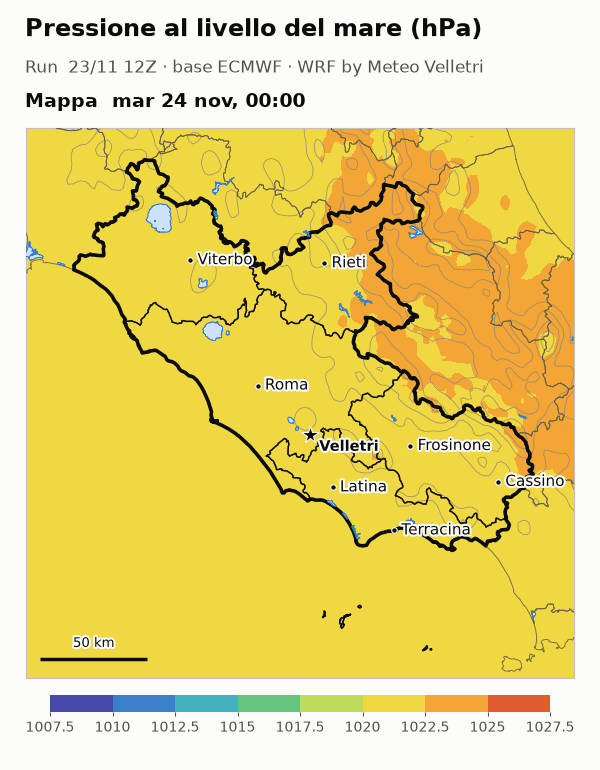 Pressione al livello del mare (hPa)
Run  23/11 12Z · base ECMWF · WRF by Meteo Velletri
Mappa  mar 24 nov, 00:00
Viterbo
Rieti
Roma
Velletri
Frosinone
Cassino
Latina
Terracina
50 km
1007.5 1010 1012.5 1015 1017.5 1020 1022.5 1025 1027.5